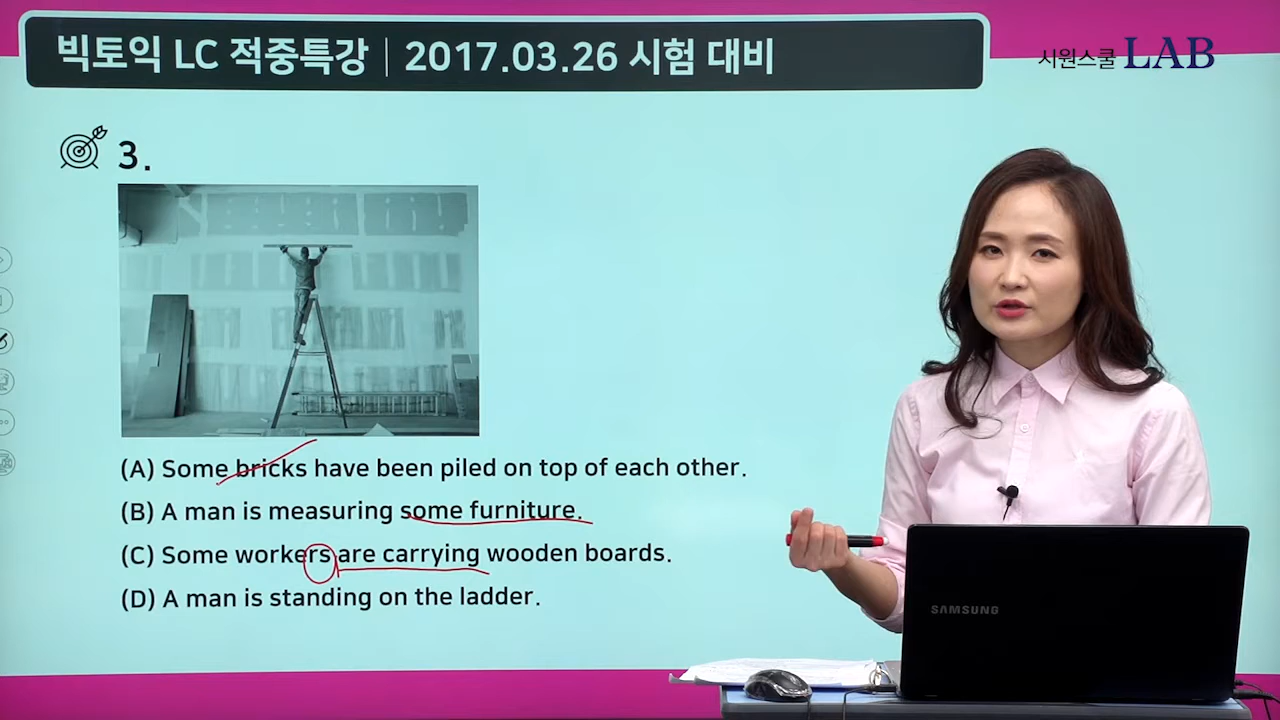 빅토익 LC 적중특강 | 2017.03.26 시험 대비
시원스쿨 LAB
3.
(A) Some bricks have been piled on top of each other.
(B) A man is measuring some furniture.
(C) Some workers are carrying wooden boards.
(D) A man is standing on the ladder.
SAMSUNG